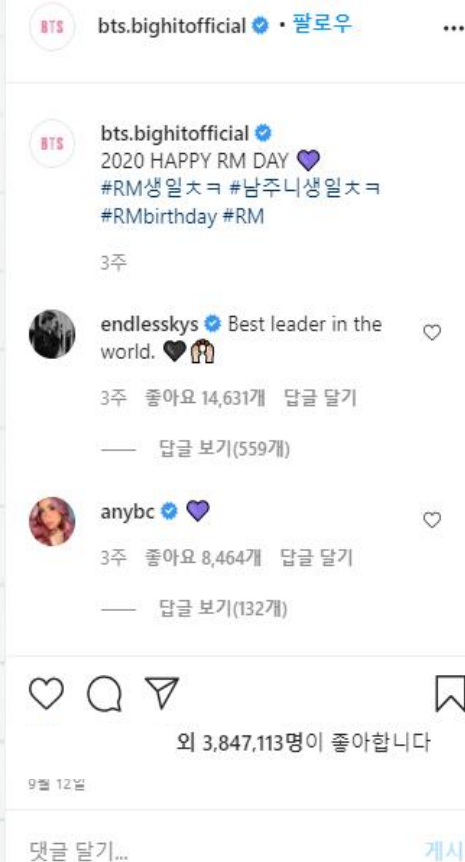 BTS bts.bighitofficial • 팔로우
BTS bts.bighitofficial
2020 HAPPY RM DAY 💜
#RM생일ㅊㅋ #남주니생일ㅊㅋ
#RMbirthday #RM
3주
endlesskys Best leader in the
world. 🖤🙌🏻
3주 좋아요 14,631개 답글 달기
답글 보기(559개)
anybc 💜
3주 좋아요 8,464개 답글 달기
답글 보기(132개)
외 3,847,113명이 좋아합니다
9월 12일
댓글 달기... 게시